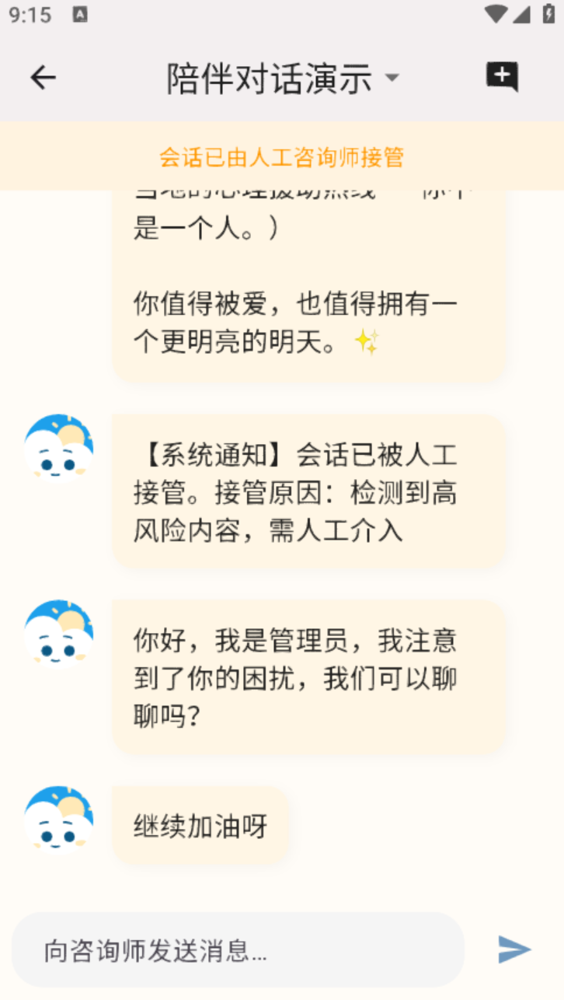 9:15
A
陪伴对话演示
会话已由人工咨询师接管
是一个人。）
你值得被爱，也值得拥有一
个更明亮的明天。✨
【系统通知】会话已被人工
接管。接管原因：检测到高
风险内容，需人工介入
你好，我是管理员，我注意
到了你的困扰，我们可以聊
聊吗？
继续加油呀
向咨询师发送消息...